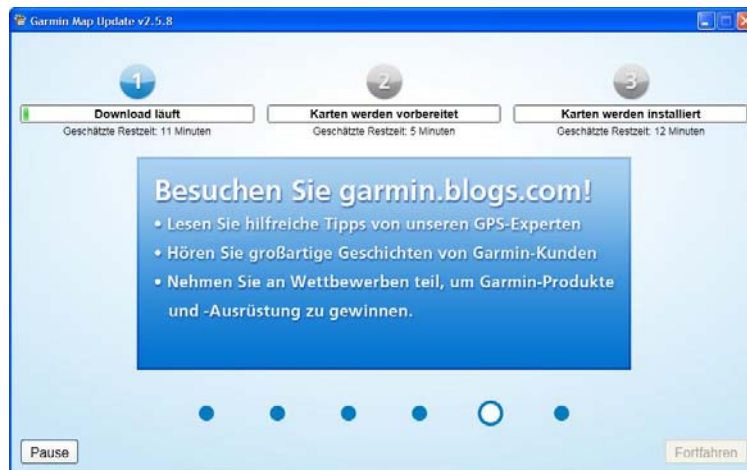 Garmin Map Update v2.5.8
1
2
3
Download läuft
Karten werden vorbereitet
Karten werden installiert
Geschätzte Restzeit: 11 Minuten
Geschätzte Restzeit: 5 Minuten
Geschätzte Restzeit: 12 Minuten
Besuchen Sie garmin.blogs.com!
• Lesen Sie hilfreiche Tipps von unseren GPS-Experten
• Hören Sie großartige Geschichten von Garmin-Kunden
• Nehmen Sie an Wettbewerben teil, um Garmin-Produkte
und -Ausrüstung zu gewinnen.
Pause
Fortfahren